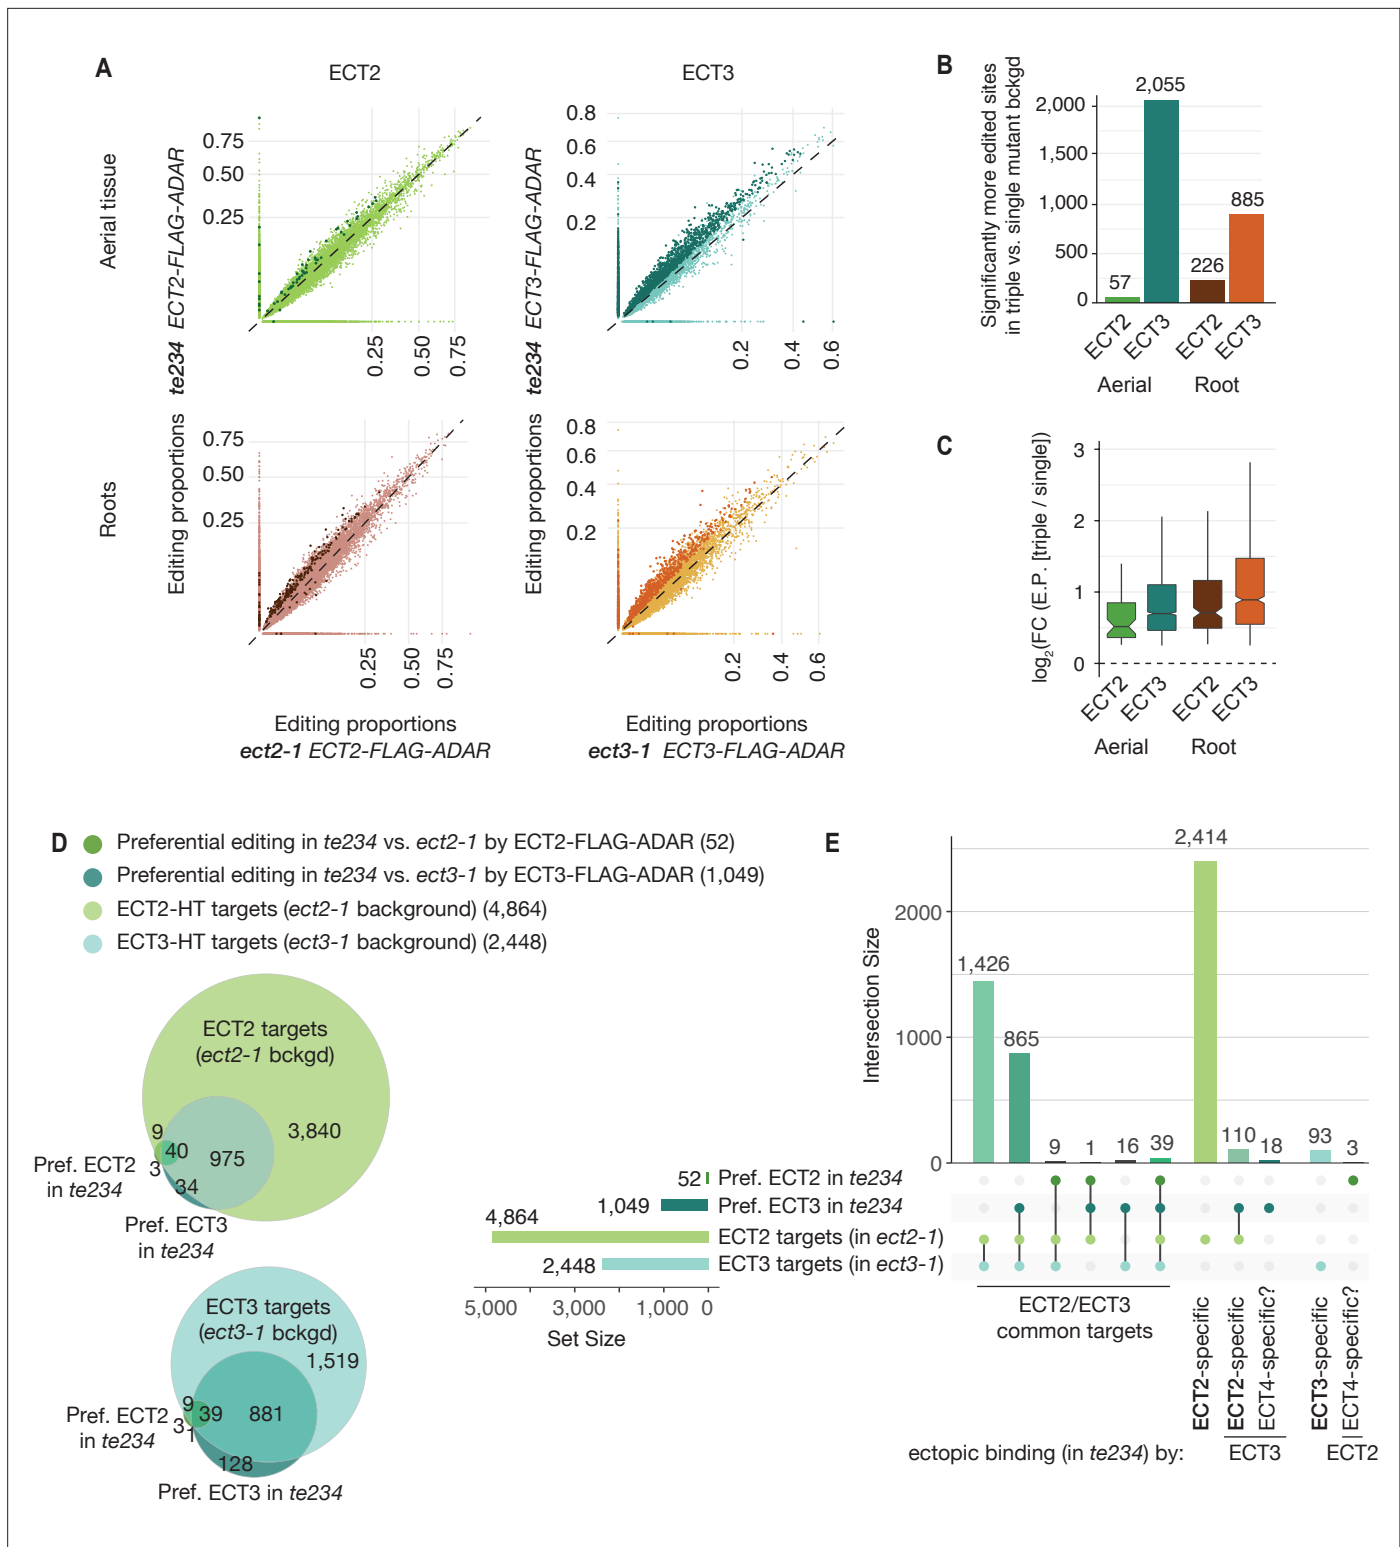 A
ECT2
ECT3
Aerial tissue
Roots
Editing proportions te234 ECT2-FLAG-ADAR
Editing proportions te234 ECT3-FLAG-ADAR
0.75
0.50
0.25
0.25
0.50
0.75
0.8
0.6
0.4
0.2
0.2
0.4
0.6
0.75
0.50
0.25
0.25
0.50
0.75
0.8
0.6
0.4
0.2
0.2
0.4
0.6
Editing proportions
ect2-1 ECT2-FLAG-ADAR
Editing proportions
ect3-1 ECT3-FLAG-ADAR
B
Significantly more edited sites
in triple vs. single mutant bckgd
2,000
1,500
1,000
500
0
57
2,055
226
885
ECT2
ECT3
ECT2
ECT3
Aerial
Root
C
log2(FC (E.P. [triple / single])
3
2
1
0
ECT2
ECT3
ECT2
ECT3
Aerial
Root
D
Preferential editing in te234 vs. ect2-1 by ECT2-FLAG-ADAR (52)
Preferential editing in te234 vs. ect3-1 by ECT3-FLAG-ADAR (1,049)
ECT2-HT targets (ect2-1 background) (4,864)
ECT3-HT targets (ect3-1 background) (2,448)
ECT2 targets
(ect2-1 bckgd)
3,840
9
40
975
3
34
Pref. ECT2
in te234
Pref. ECT3
in te234
ECT3 targets
(ect3-1 bckgd)
1,519
9
39
881
3
1
128
Pref. ECT2
in te234
Pref. ECT3 in te234
E
Intersection Size
2000
1000
0
1,426
865
9
1
16
39
2,414
110
18
93
3
52
Pref. ECT2 in te234
1,049
Pref. ECT3 in te234
4,864
ECT2 targets (in ect2-1)
2,448
ECT3 targets (in ect3-1)
5,000
3,000
1,000
0
Set Size
ECT2/ECT3
common targets
ECT2-specific
ECT2-specific
ECT4-specific?
ECT3-specific
ECT4-specific?
ectopic binding (in te234) by:
ECT3
ECT2